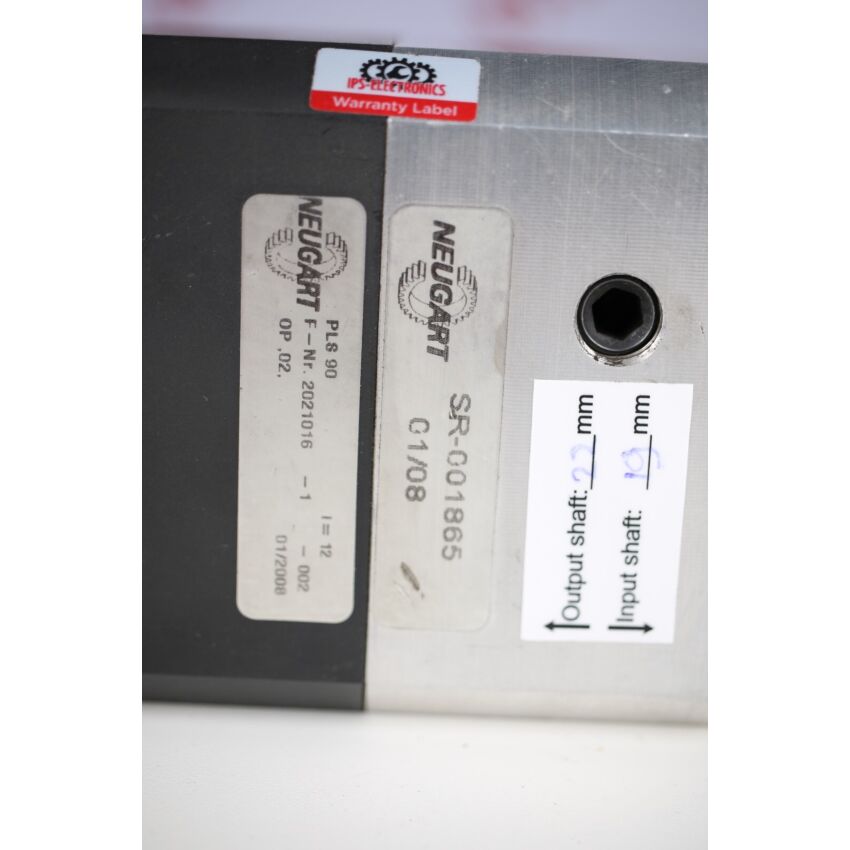 IPS-ELECTRONICS
Warranty Label
NEUGART
PLS 90 i = 12
F-Nr. 2021016 -1 -002
OP ,02, 01/2008
NEUGART
SR-001865
01/08
Output shaft: 22 mm
Input shaft: 19 mm